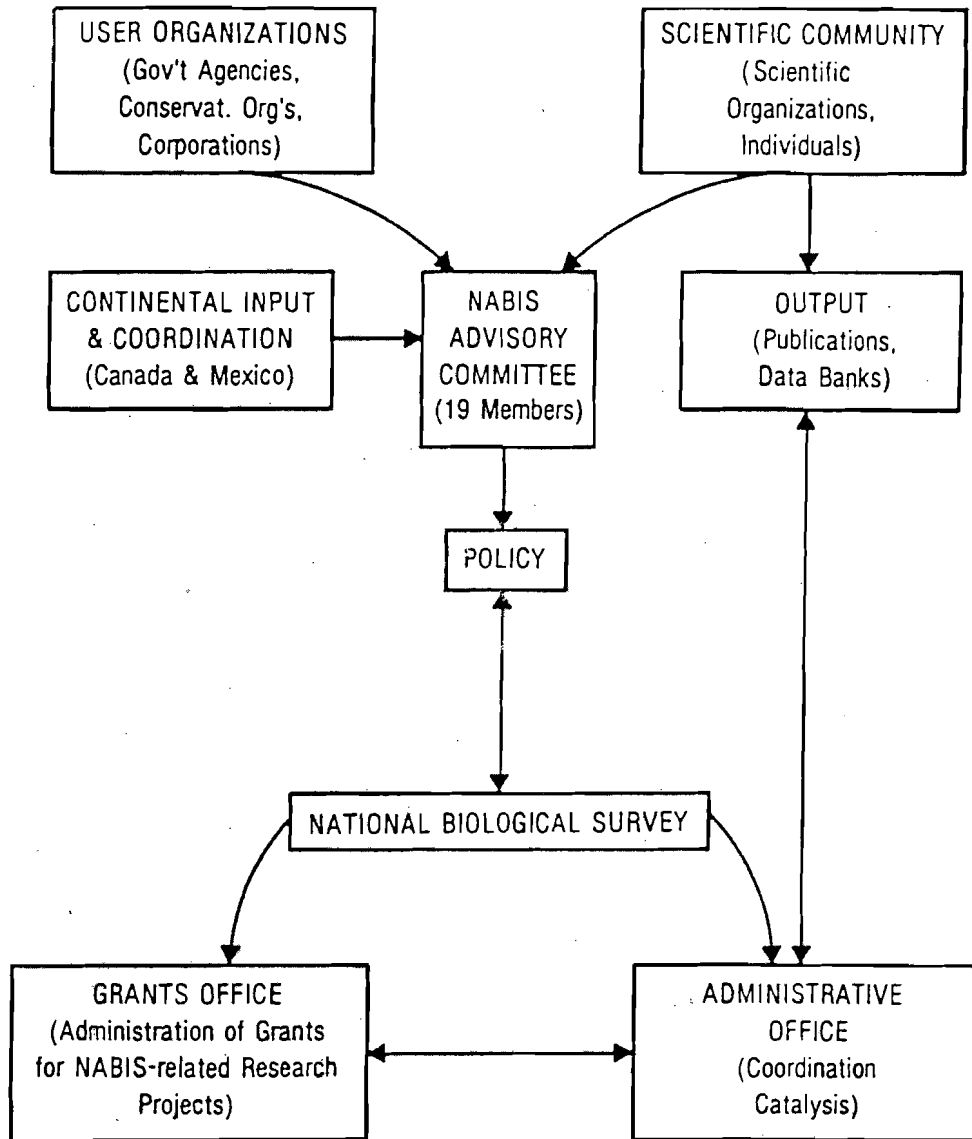 USER ORGANIZATIONS
(Gov't Agencies,
Conservat. Org's,
Corporations)
SCIENTIFIC COMMUNITY
(Scientific
Organizations,
Individuals)
CONTINENTAL INPUT
& COORDINATION
(Canada & Mexico)
NABIS
ADVISORY
COMMITTEE
(19 Members)
OUTPUT
(Publications,
Data Banks)
POLICY
NATIONAL BIOLOGICAL SURVEY
GRANTS OFFICE
(Administration of Grants
for NABIS-related Research
Projects)
ADMINISTRATIVE
OFFICE
(Coordination
Catalysis)